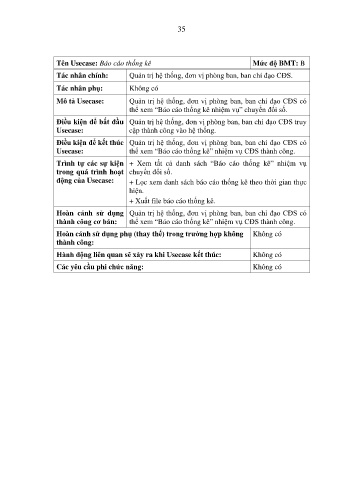 35
Tên Usecase: Báo cáo thống kê Mức độ BMT: B
Tác nhân chính: Quản trị hệ thống, đơn vị phòng ban, ban chỉ đạo CĐS.
Tác nhân phụ: Không có
Mô tả Usecase: Quản trị hệ thống, đơn vị phòng ban, ban chỉ đạo CĐS có
thể xem “Báo cáo thống kê nhiệm vụ” chuyển đổi số.
Điều kiện để bắt đầu Quản trị hệ thống, đơn vị phòng ban, ban chỉ đạo CĐS truy
Usecase: cập thành công vào hệ thống.
Điều kiện để kết thúc Quản trị hệ thống, đơn vị phòng ban, ban chỉ đạo CĐS có
Usecase: thể xem “Báo cáo thống kê” nhiệm vụ CĐS thành công.
Trình tự các sự kiện + Xem tất cả danh sách “Báo cáo thống kê” nhiệm vụ
trong quá trình hoạt chuyển đổi số.
động của Usecase: + Lọc xem danh sách báo cáo thống kê theo thời gian thực
hiện.
+ Xuất file báo cáo thống kê.
Hoàn cảnh sử dụng Quản trị hệ thống, đơn vị phòng ban, ban chỉ đạo CĐS có
thành công cơ bản: thể xem “Báo cáo thống kê” nhiệm vụ CĐS thành công.
Hoàn cảnh sử dụng phụ (thay thế) trong trường hợp không Không có
thành công:
Hành động liên quan sẽ xảy ra khi Usecase kết thúc: Không có
Các yêu cầu phi chức năng: Không có